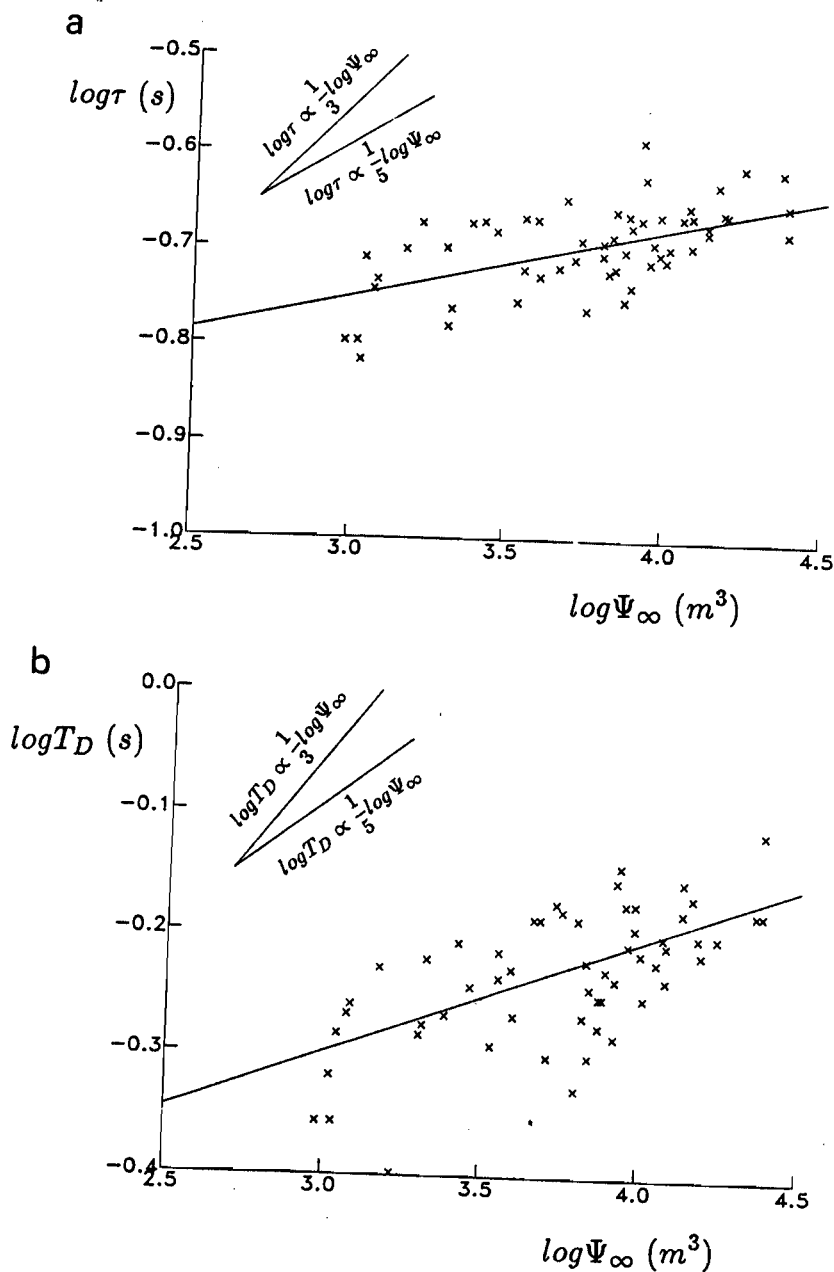 a
−0.5
logτ (s)
−0.6
−0.7
−0.8
−0.9
−1.0
logτ ∝ 1/3 logΨ∞
logτ ∝ 1/5 logΨ∞
2.5 3.0 3.5 4.0 4.5
logΨ∞ (m³)
b
0.0
logT_D (s)
−0.1
−0.2
−0.3
−0.4
logT_D ∝ 1/3 logΨ∞
logT_D ∝ 1/5 logΨ∞
2.5 3.0 3.5 4.0 4.5
logΨ∞ (m³)